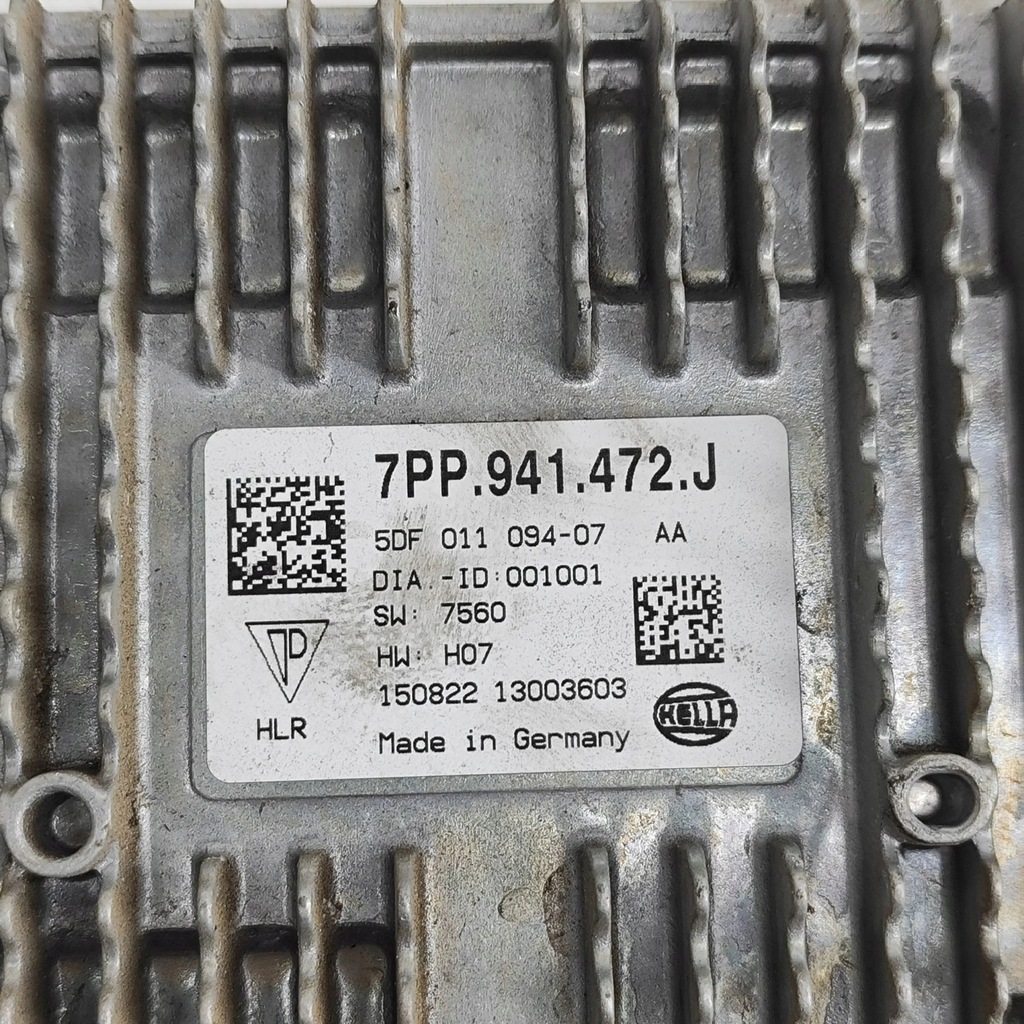 7PP.941.472.J
5DF 011 094-07 AA
DIA.-ID:001001
SW: 7560
HW: H07
150822 13003603
Made in Germany
HLR
HELLA